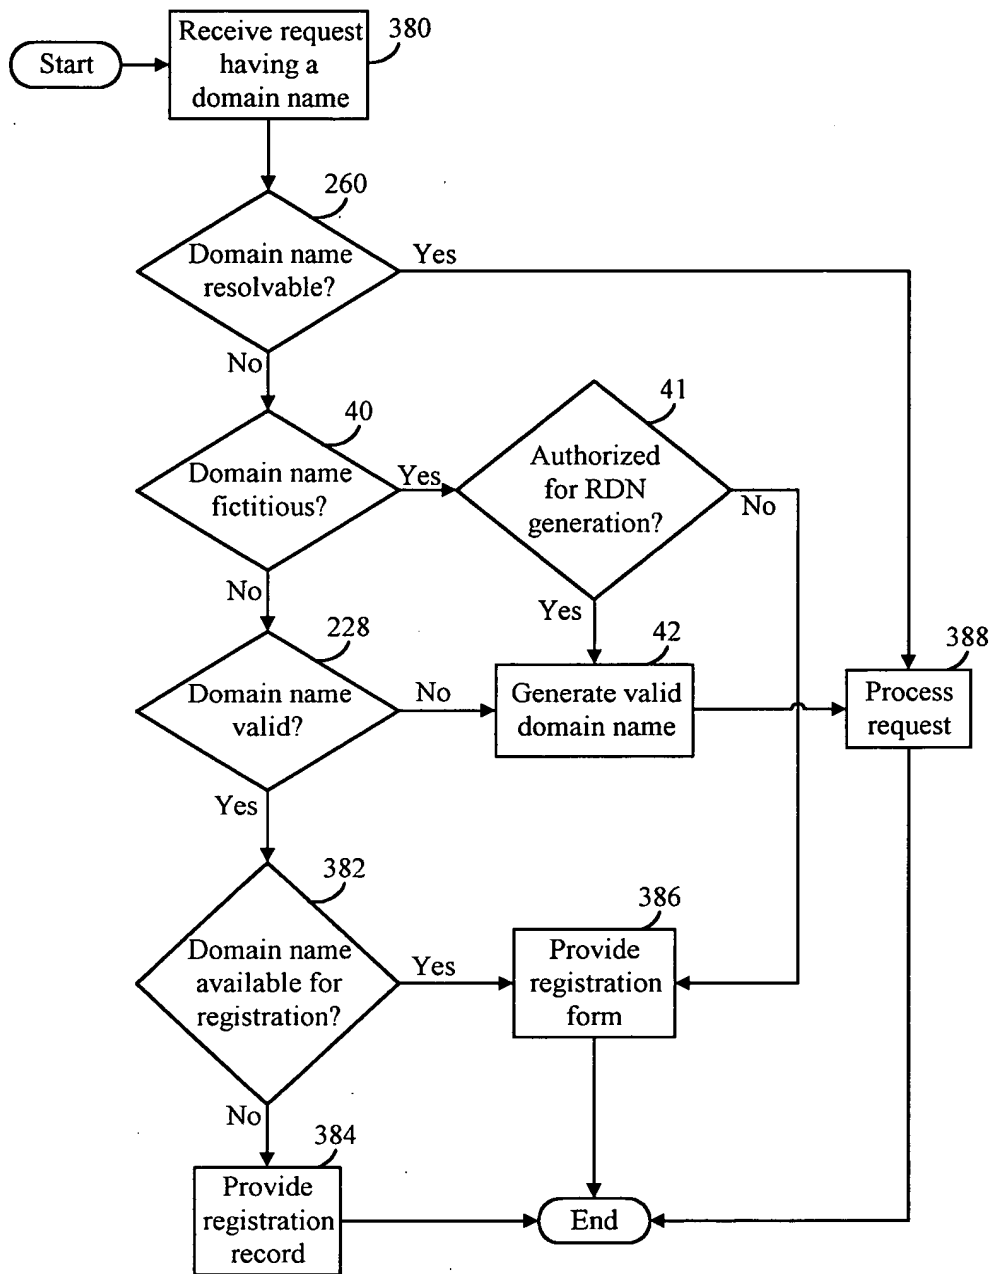 Start
Receive request
having a
domain name
380
260
Domain name
resolvable?
Yes
No
40
Domain name
fictitious?
Yes
41
Authorized
for RDN
generation?
No
No
Yes
228
Domain name
valid?
No
42
Generate valid
domain name
388
Process
request
Yes
382
Domain name
available for
registration?
Yes
386
Provide
registration
form
No
384
Provide
registration
record
End